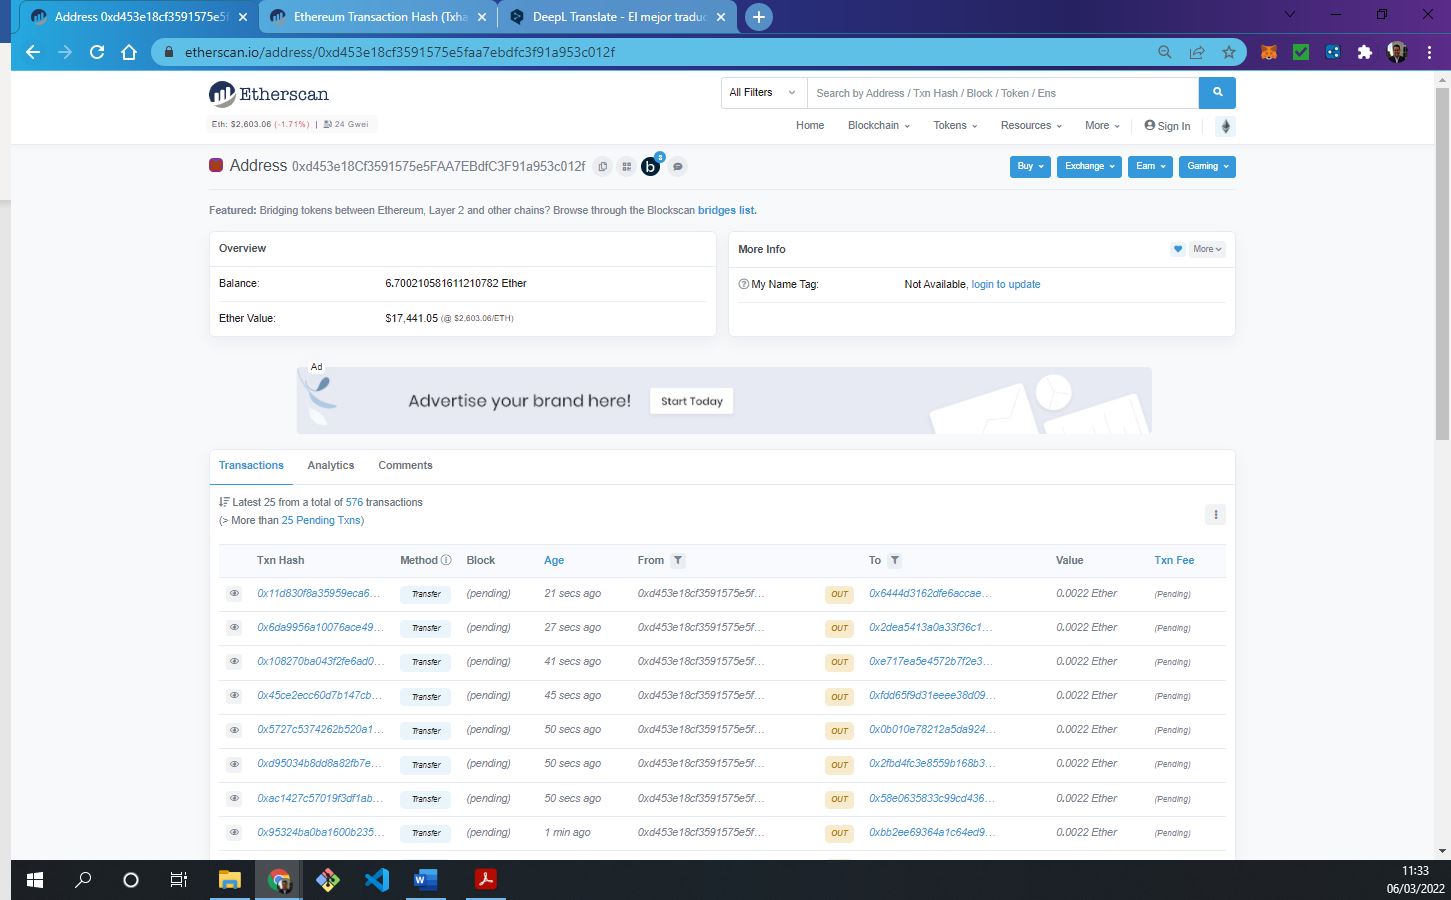 Address 0xd453e18cf3591575e5f
Ethereum Transaction Hash (Txha
DeepL Translate - El mejor traduc
etherscan.io/address/0xd453e18cf3591575e5faa7ebdfc3f91a953c012f
Etherscan
All Filters
Search by Address / Txn Hash / Block / Token / Ens
Eth: $2,603.06 (-1.71%) | 24 Gwei
Home Blockchain Tokens Resources More Sign In
Address 0xd453e18Cf3591575e5FAA7EBdfC3F91a953c012f
b 8
Buy Exchange Earn Gaming
Featured: Bridging tokens between Ethereum, Layer 2 and other chains? Browse through the Blockscan bridges list.
Overview
Balance: 6.700210581611210782 Ether
Ether Value: $17,441.05 (@ $2,603.06/ETH)
More Info
More
My Name Tag: Not Available, login to update
Ad
Advertise your brand here! Start Today
Transactions Analytics Comments
Latest 25 from a total of 576 transactions
(> More than 25 Pending Txns)
Txn Hash Method Block Age From To Value Txn Fee
0x11d830f8a35959eca6... Transfer (pending) 21 secs ago 0xd453e18cf3591575e5f... OUT 0x6444d3162dfe6accae... 0.0022 Ether (Pending)
0x6da9956a10076ace49... Transfer (pending) 27 secs ago 0xd453e18cf3591575e5f... OUT 0x2dea5413a0a33f36c1... 0.0022 Ether (Pending)
0x108270ba043f2fe6ad0... Transfer (pending) 41 secs ago 0xd453e18cf3591575e5f... OUT 0xe717ea5e4572b7f2e3... 0.0022 Ether (Pending)
0x45ce2ecc60d7b147cb... Transfer (pending) 45 secs ago 0xd453e18cf3591575e5f... OUT 0xfdd65f9d31eeee38d09... 0.0022 Ether (Pending)
0x5727c5374262b520a1... Transfer (pending) 50 secs ago 0xd453e18cf3591575e5f... OUT 0x0b010e78212a5da924... 0.0022 Ether (Pending)
0xd95034b8dd8a82fb7e... Transfer (pending) 50 secs ago 0xd453e18cf3591575e5f... OUT 0x2fbd4fc3e8559b168b3... 0.0022 Ether (Pending)
0xac1427c57019f3df1ab... Transfer (pending) 50 secs ago 0xd453e18cf3591575e5f... OUT 0x58e0635833c99cd436... 0.0022 Ether (Pending)
0x95324ba0ba1600b235... Transfer (pending) 1 min ago 0xd453e18cf3591575e5f... OUT 0xbb2ee69364a1c64ed9... 0.0022 Ether (Pending)
11:33
06/03/2022